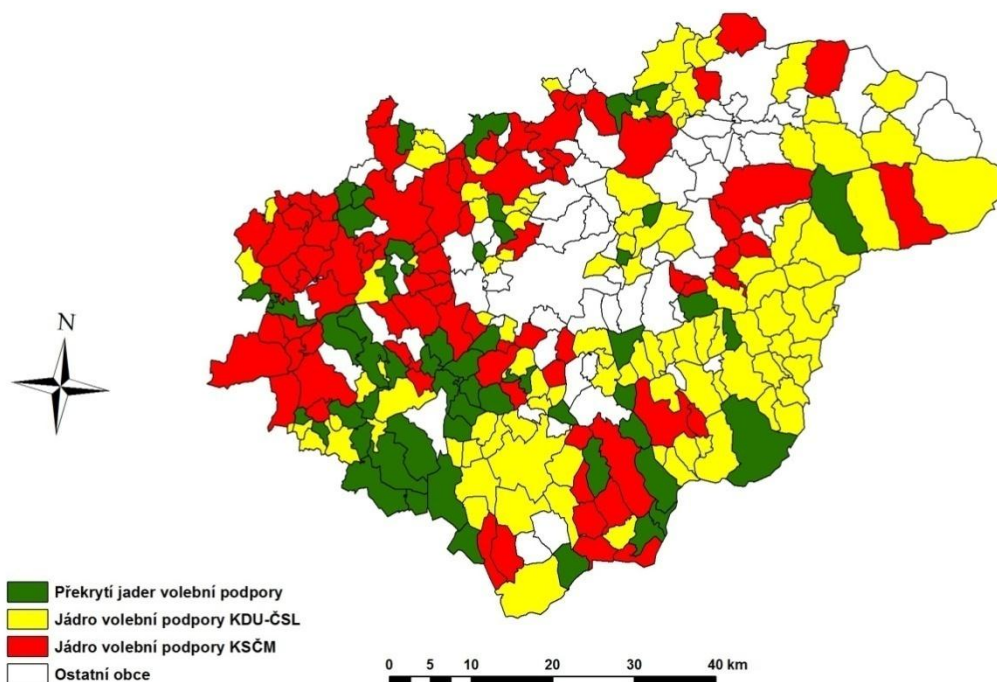 N
Překrytí jader volební podpory
Jádro volební podpory KDU-ČSL
Jádro volební podpory KSČM
Ostatní obce
0 5 10 20 30 40 km